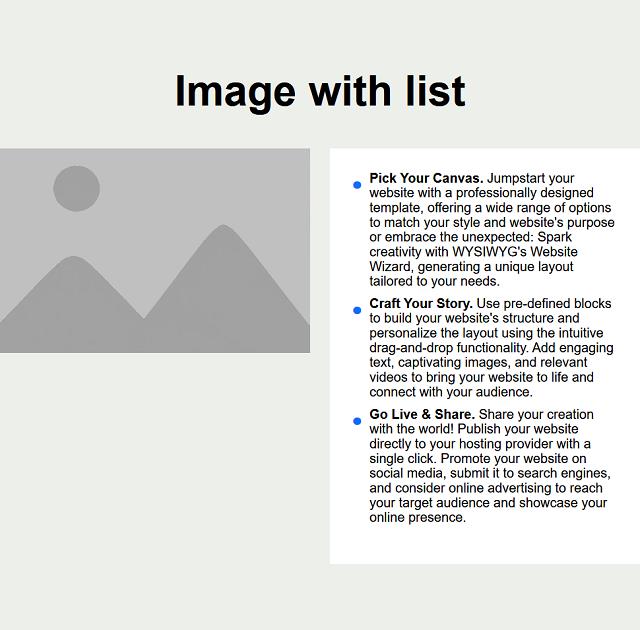 Image with list
Pick Your Canvas. Jumpstart your
website with a professionally designed
template, offering a wide range of options
to match your style and website's purpose
or embrace the unexpected: Spark
creativity with WYSIWYG's Website
Wizard, generating a unique layout
tailored to your needs.
Craft Your Story. Use pre-defined blocks
to build your website's structure and
personalize the layout using the intuitive
drag-and-drop functionality. Add engaging
text, captivating images, and relevant
videos to bring your website to life and
connect with your audience.
Go Live & Share. Share your creation
with the world! Publish your website
directly to your hosting provider with a
single click. Promote your website on
social media, submit it to search engines,
and consider online advertising to reach
your target audience and showcase your
online presence.